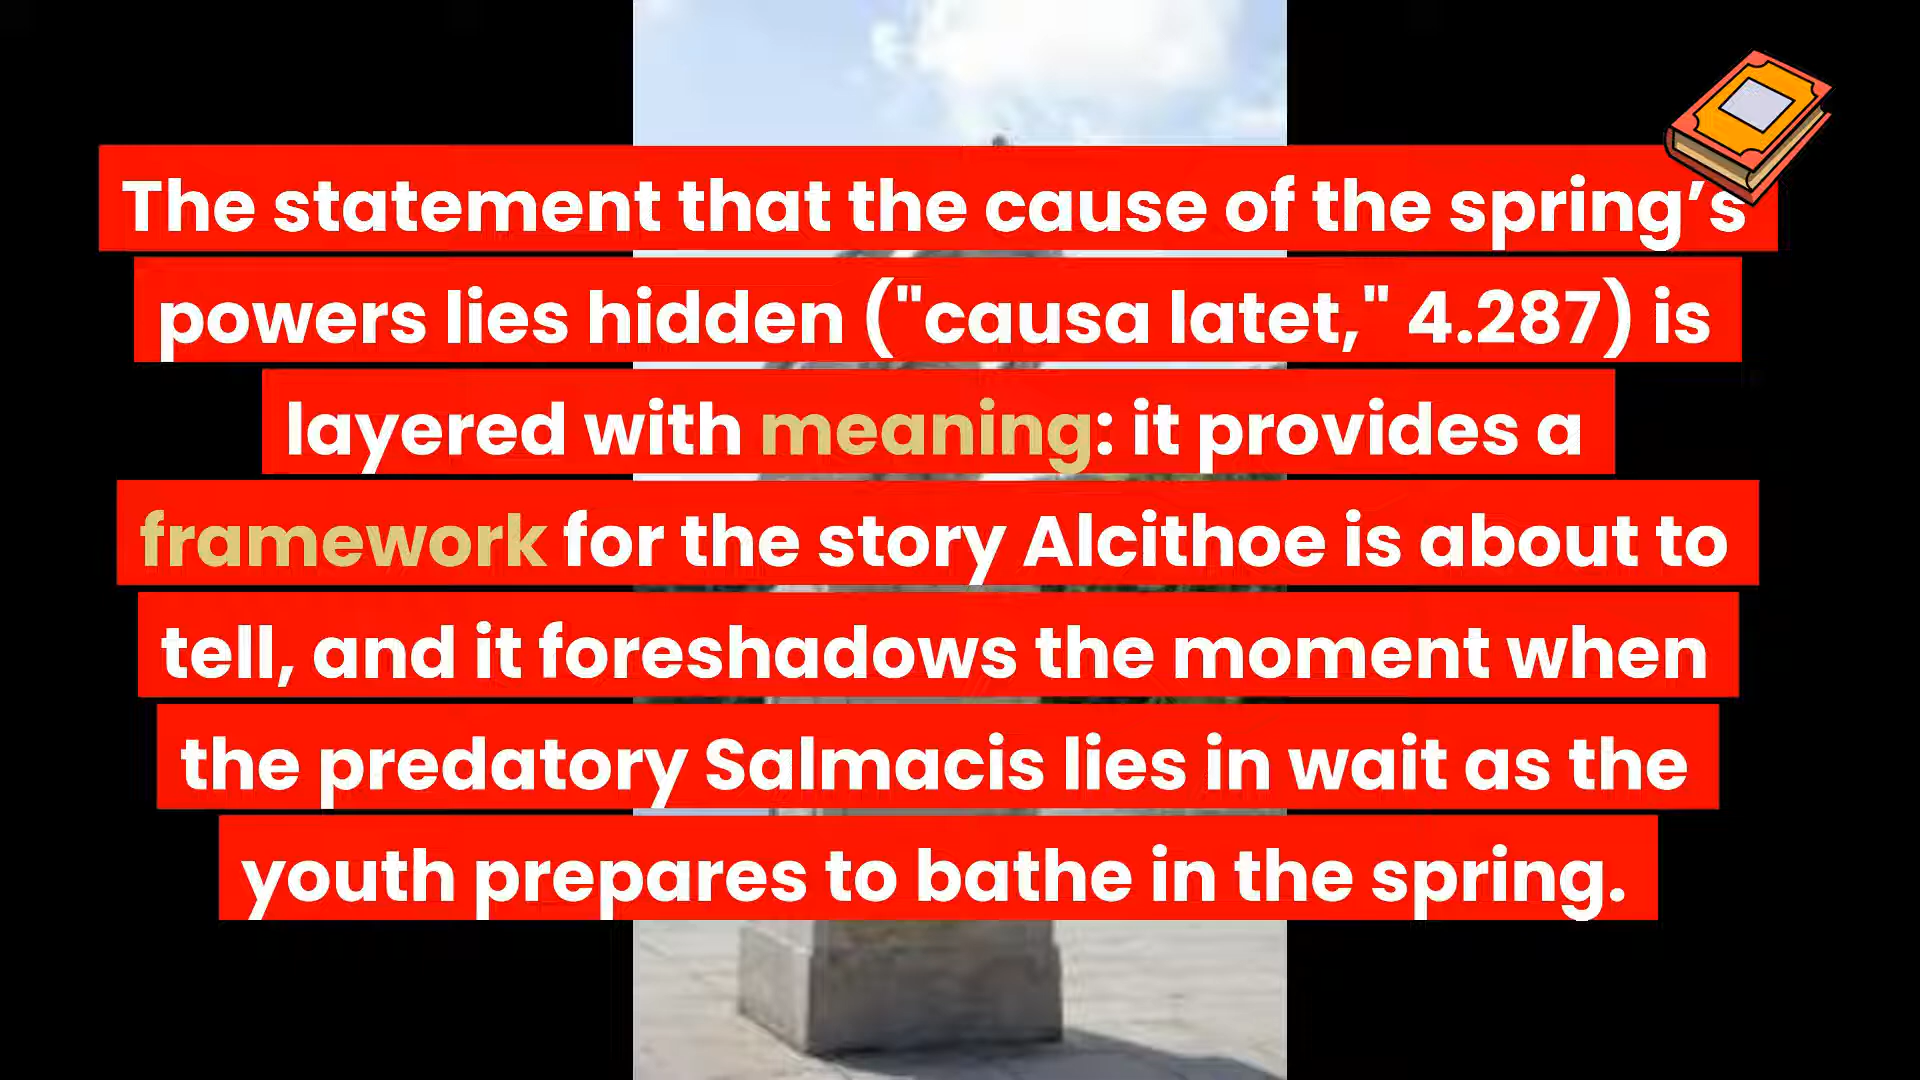 The statement that the cause of the spring’s
powers lies hidden ("causa latet," 4.287) is
layered with meaning: it provides a
framework for the story Alcithoe is about to
tell, and it foreshadows the moment when
the predatory Salmacis lies in wait as the
youth prepares to bathe in the spring.